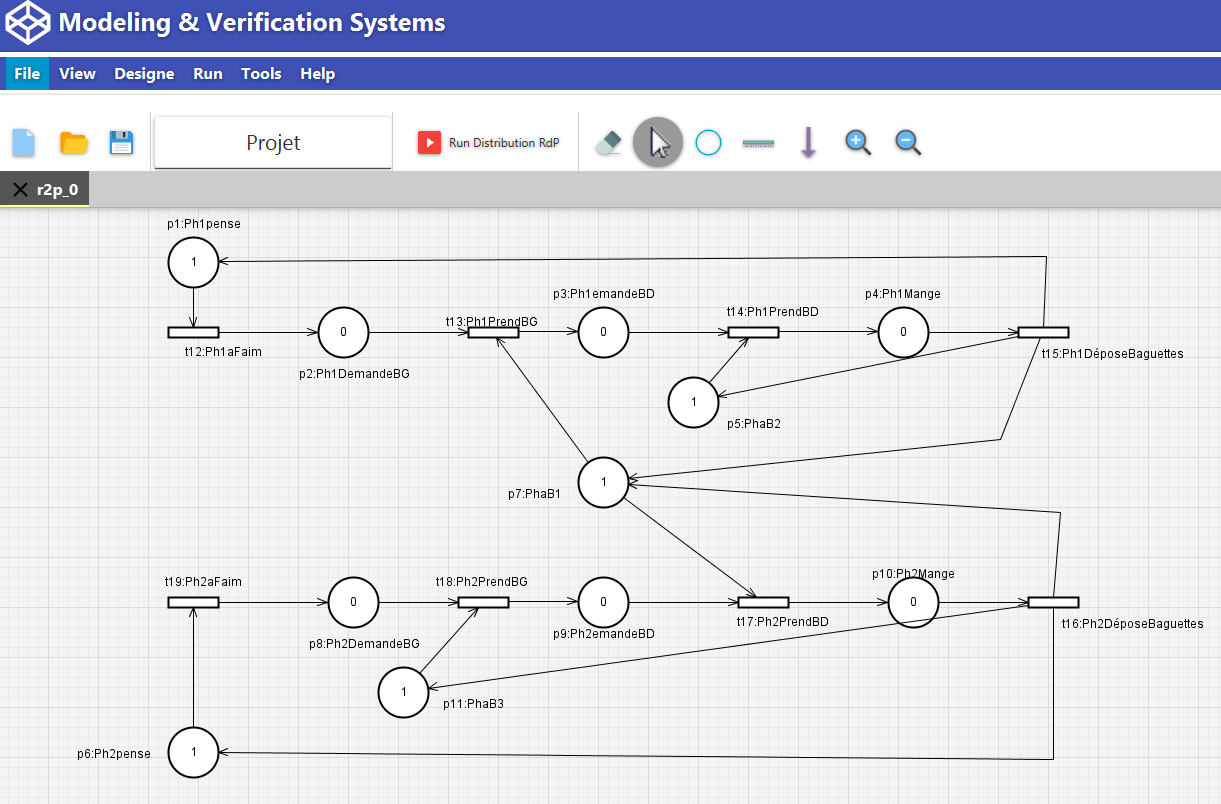 Modeling & Verification Systems
File View Designe Run Tools Help
Projet
Run Distribution RdP
r2p_0
p1:Ph1pense
1
p3:Ph1emandeBD
p4:Ph1Mange
t13:Ph1PrendBG
t14:Ph1PrendBD
0
0
0
t12:Ph1aFaim
t15:Ph1DéposeBaguettes
p2:Ph1DemandeBG
1
p5:PhaB2
1
p7:PhaB1
t19:Ph2aFaim
t18:Ph2PrendBG
p10:Ph2Mange
0
0
0
t17:Ph2PrendBD
t16:Ph2DéposeBaguettes
p8:Ph2DemandeBG
p9:Ph2emandeBD
1
p11:PhaB3
p6:Ph2pense
1